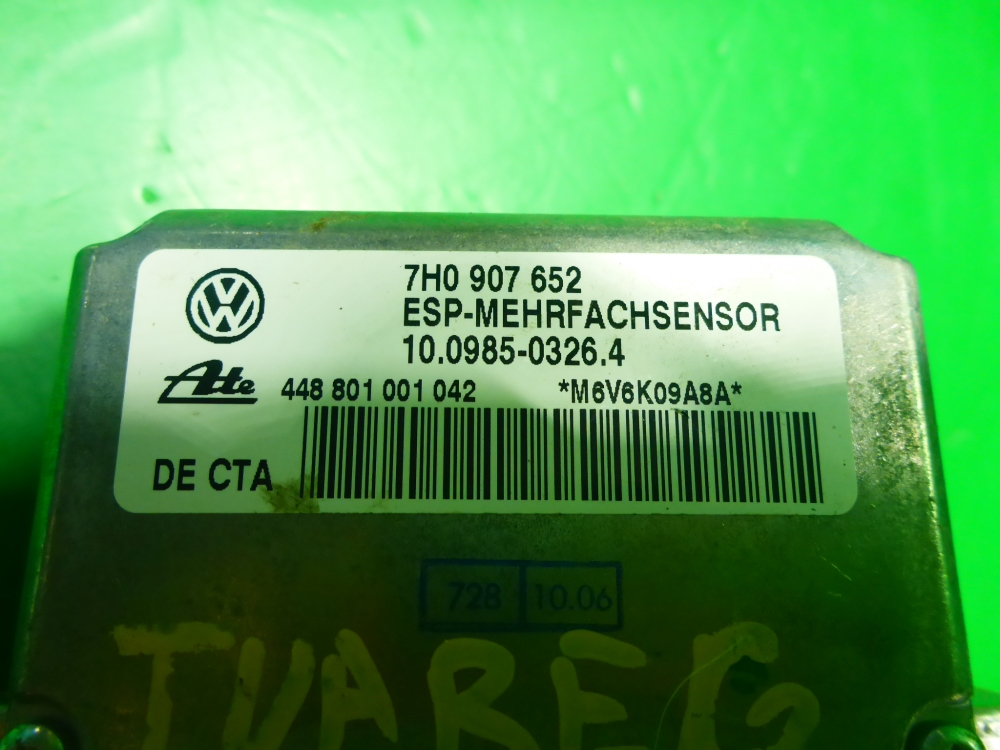 7H0 907 652
ESP-MEHRFACHSENSOR
10.0985-0326.4
Ate 448 801 001 042 *M6V6K09A8A*
DE CTA
728 10.06
TVAREG